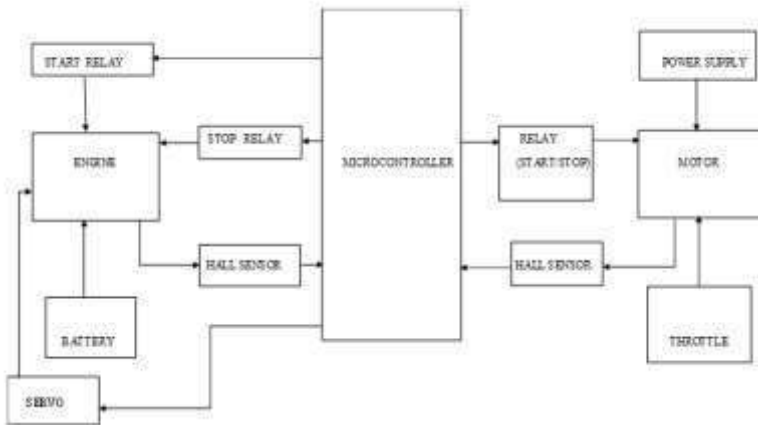 START RELAY
POWER SUPPLY
STOP RELAY
RELAY
(START/STOP)
ENGINE
MICROCONTROLLER
MOTOR
HALL SENSOR
HALL SENSOR
BATTERY
THROTTLE
SERVO